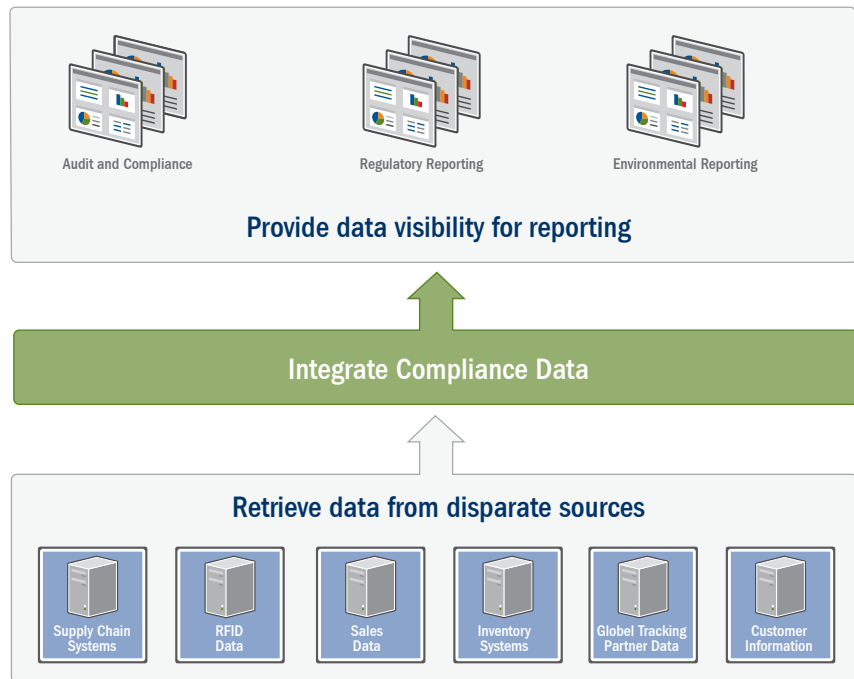 Audit and Compliance
Regulatory Reporting
Environmental Reporting
Provide data visibility for reporting
Integrate Compliance Data
Retrieve data from disparate sources
Supply Chain
Systems
RFID
Data
Sales
Data
Inventory
Systems
Globel Tracking
Partner Data
Customer
Information